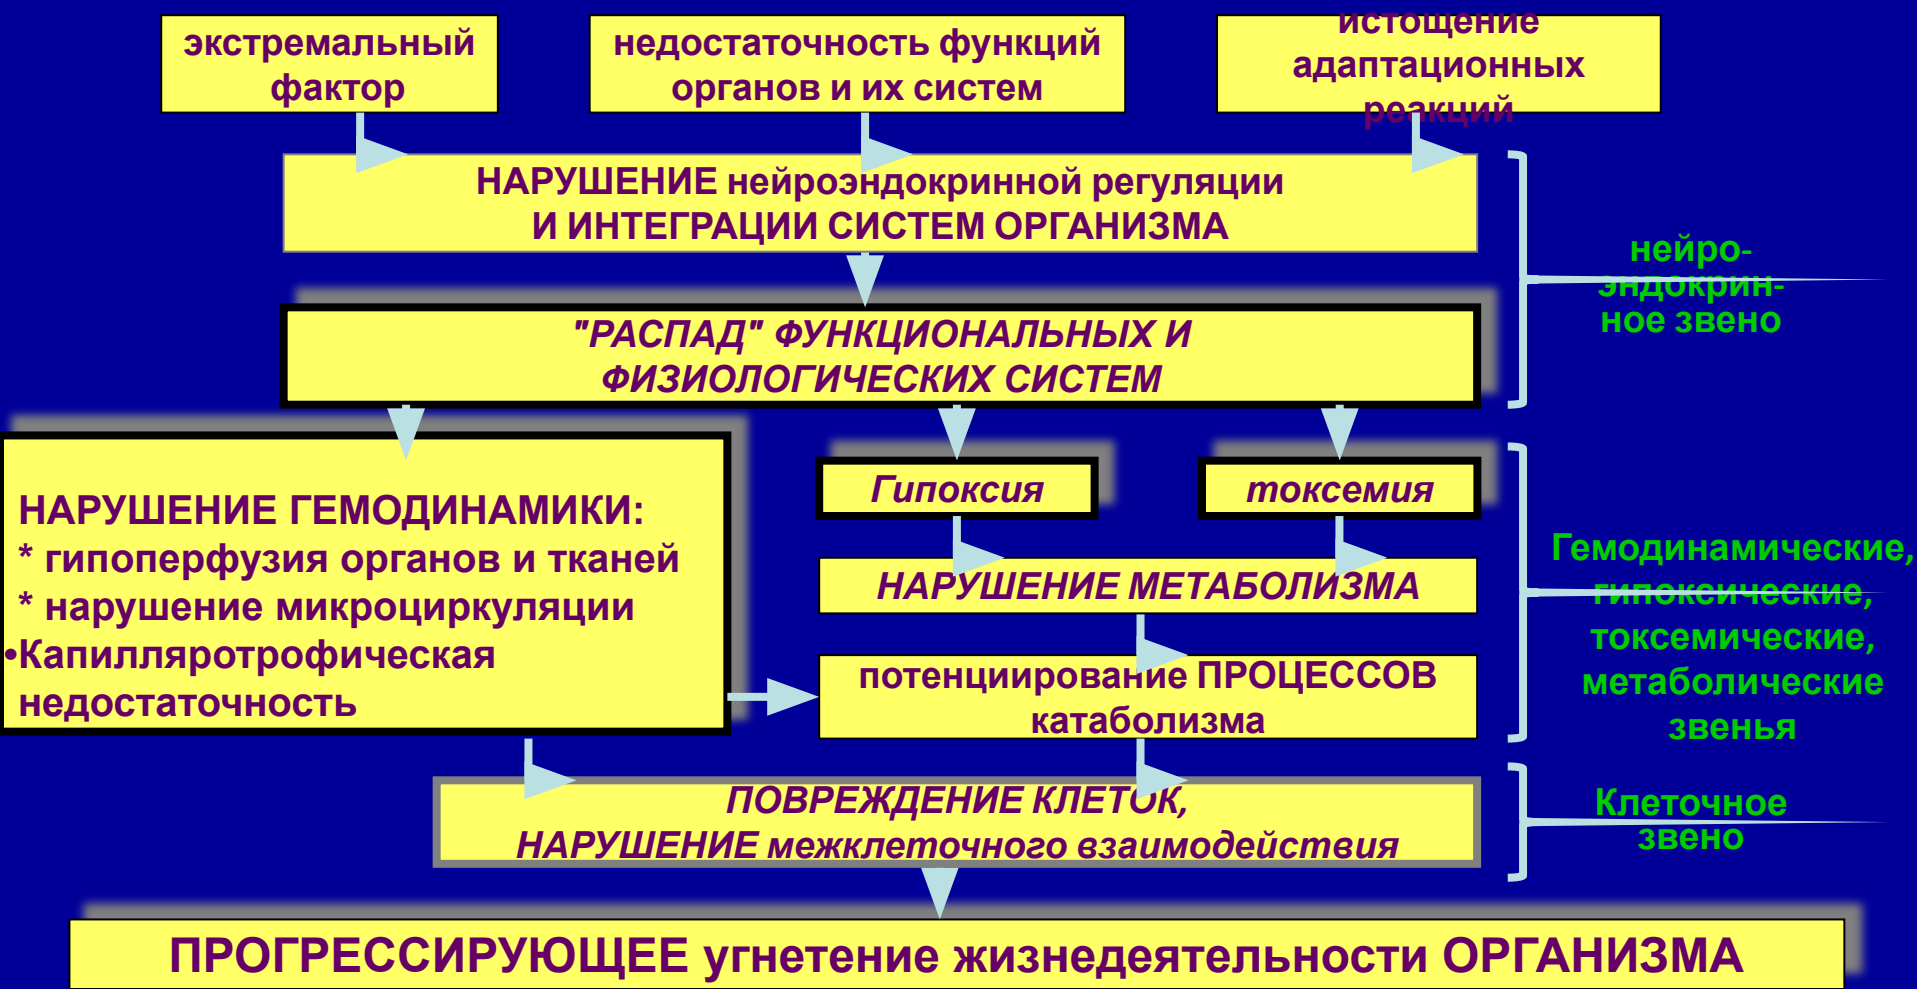 экстремальный
фактор
недостаточность функций
органов и их систем
истощение
адаптационных
реакций
НАРУШЕНИЕ нейроэндокринной регуляции
И ИНТЕГРАЦИИ СИСТЕМ ОРГАНИЗМА
"РАСПАД" ФУНКЦИОНАЛЬНЫХ И
ФИЗИОЛОГИЧЕСКИХ СИСТЕМ
нейро-
эндокрин-
ное звено
НАРУШЕНИЕ ГЕМОДИНАМИКИ:
* гипоперфузия органов и тканей
* нарушение микроциркуляции
•Капилляротрофическая
недостаточность
Гипоксия
токсемия
НАРУШЕНИЕ МЕТАБОЛИЗМА
потенциирование ПРОЦЕССОВ
катаболизма
Гемодинамические,
гипоксические,
токсемические,
метаболические
звенья
ПОВРЕЖДЕНИЕ КЛЕТОК,
НАРУШЕНИЕ межклеточного взаимодействия
Клеточное
звено
ПРОГРЕССИРУЮЩЕЕ угнетение жизнедеятельности ОРГАНИЗМА